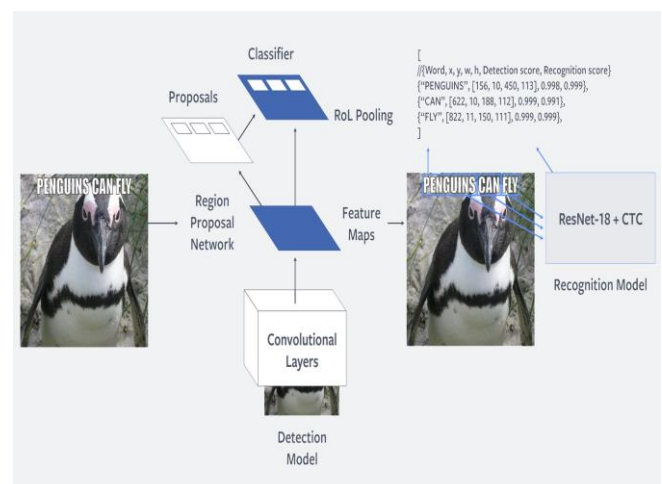 Classifier
Proposals
RoL Pooling
[
//{Word, x, y, w, h, Detection score, Recognition score}
{“PENGUINS”, [156, 10, 450, 113], 0.998, 0.999},
{“CAN”, [622, 10, 188, 112], 0.999, 0.991},
{“FLY”, [822, 11, 150, 111], 0.999, 0.999},
]
PENGUINS CAN FLY
Region
Proposal
Network
Feature
Maps
PENGUINS CAN FLY
ResNet-18 + CTC
Recognition Model
Convolutional
Layers
Detection
Model